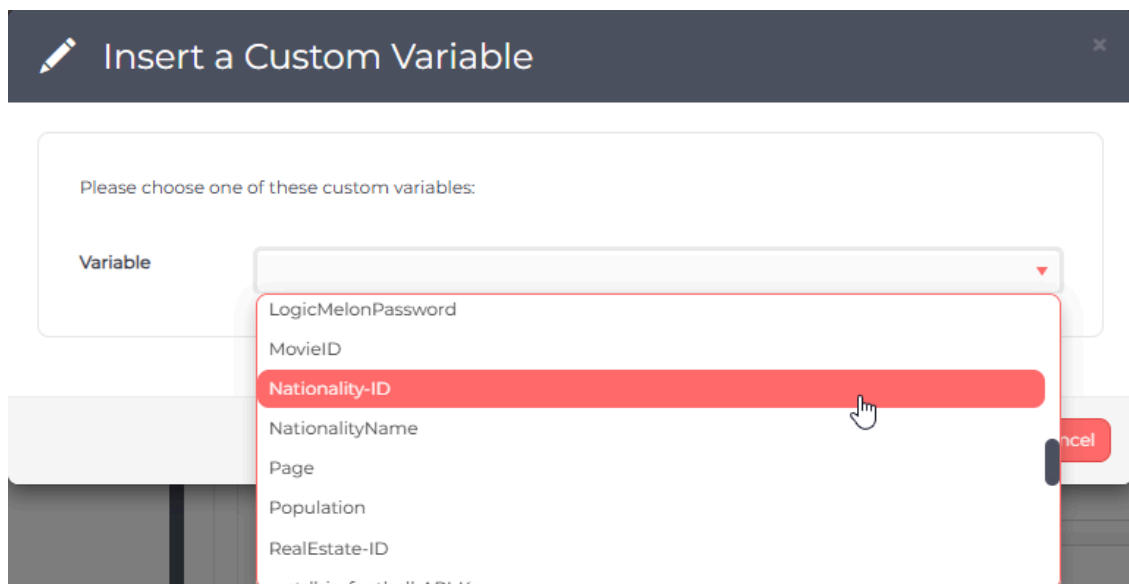 Insert a Custom Variable
×
Please choose one of these custom variables:
Variable
LogicMelonPassword
MovieID
Nationality-ID
NationalityName
ncel
Page
Population
RealEstate-ID